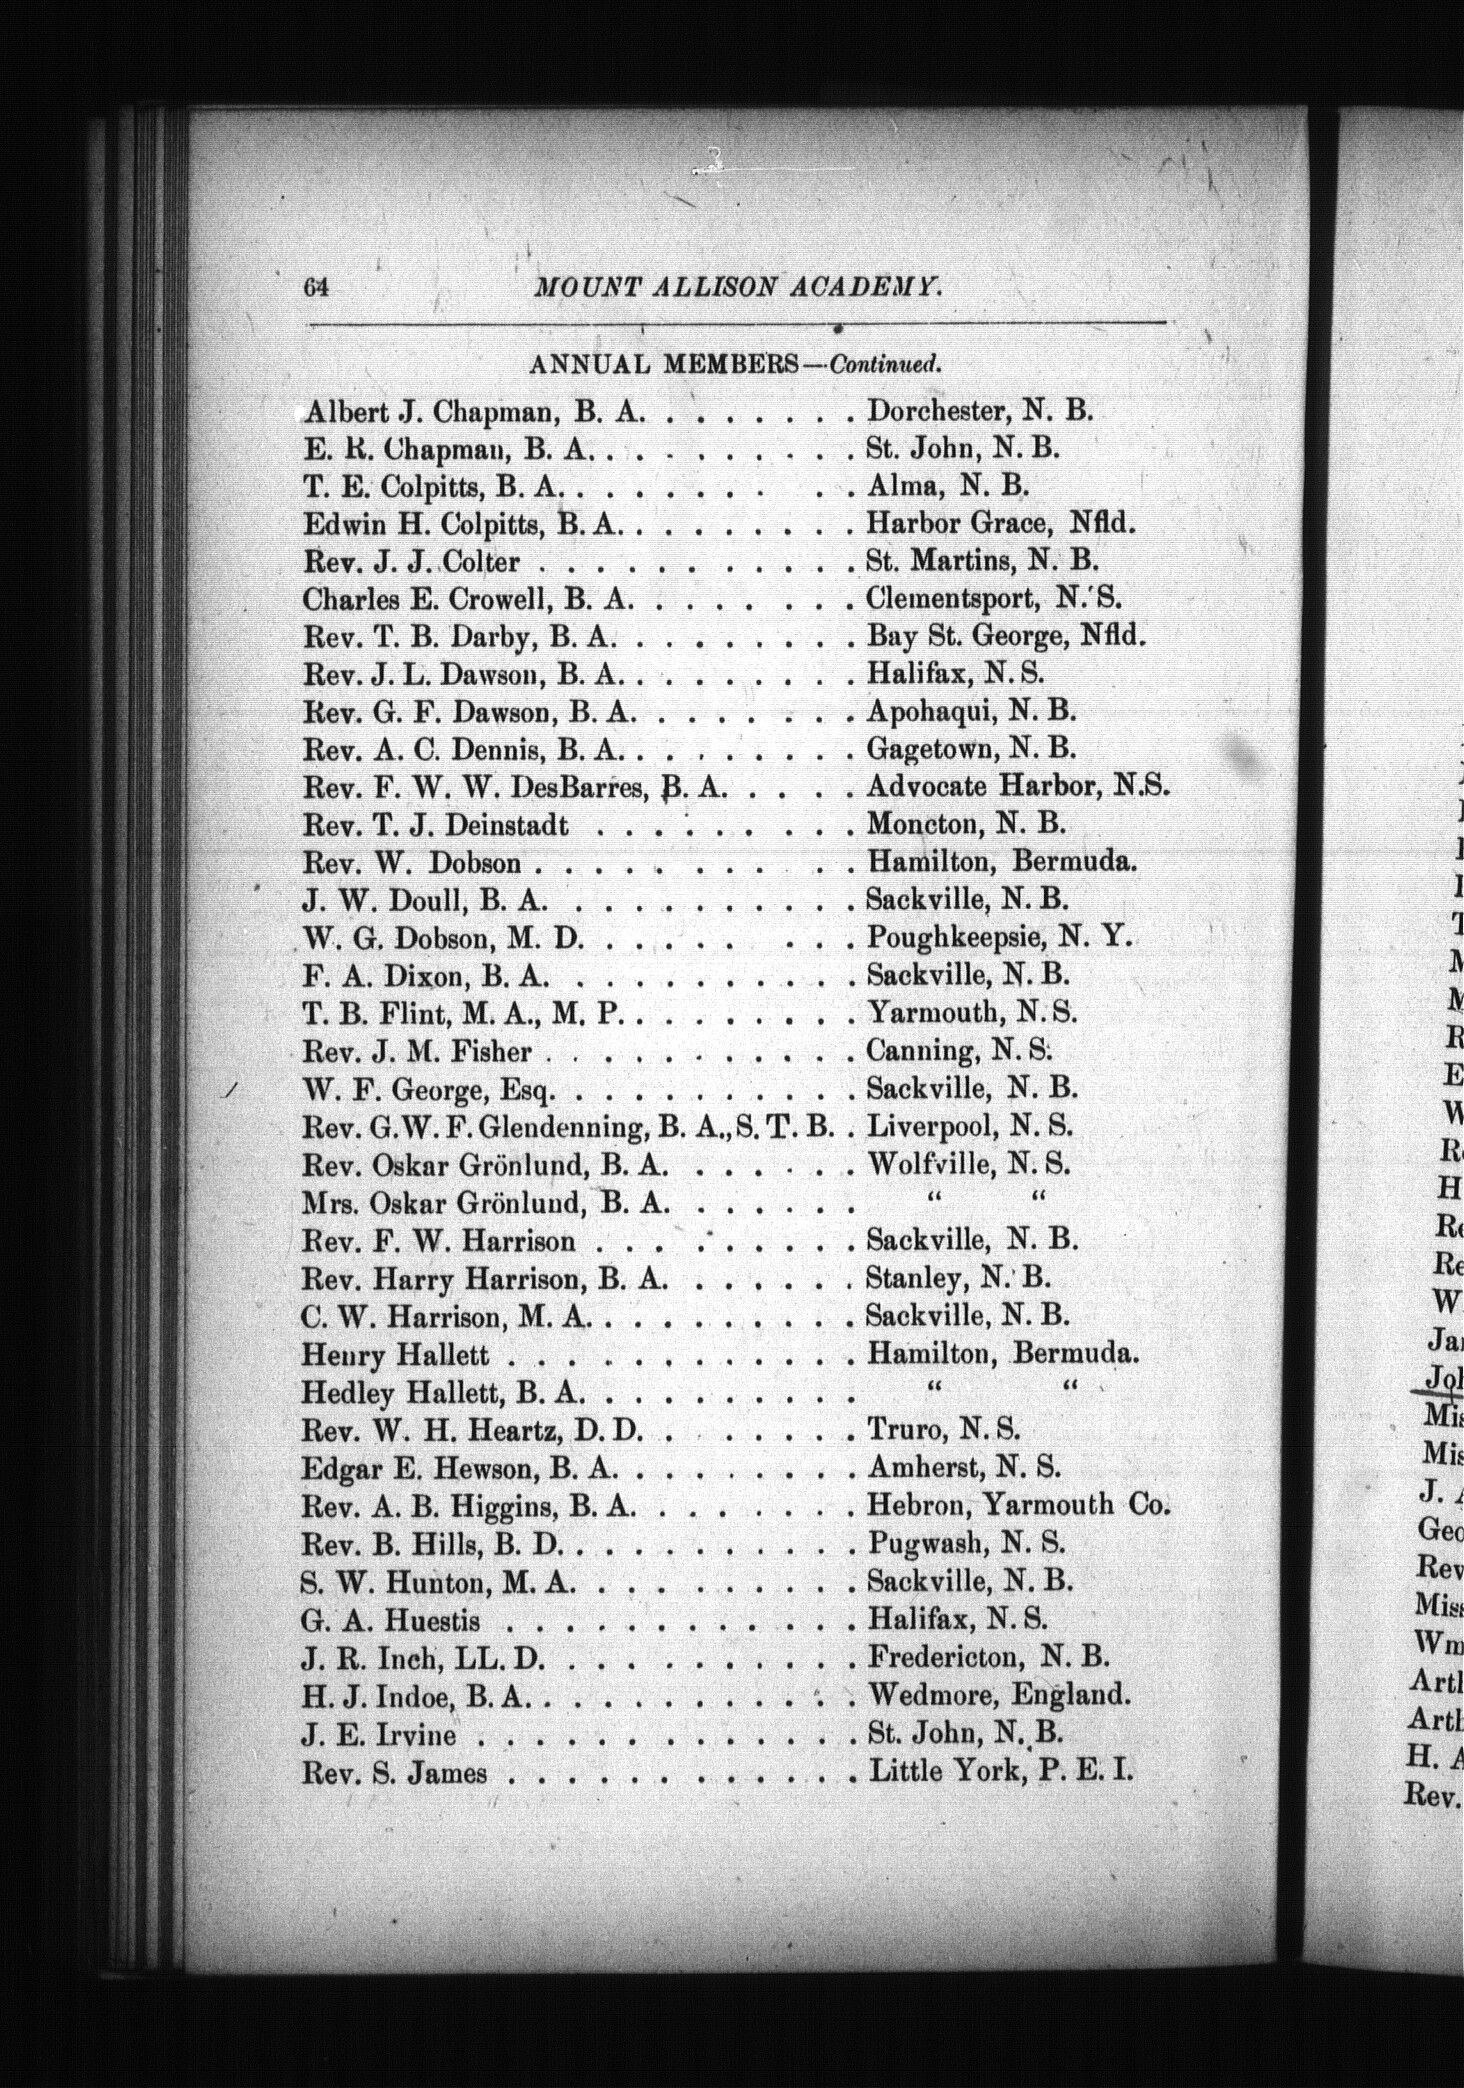 64 MOUNT ALLISON ACADEMY.
ANNUAL MEMBERS—Continued.
Albert J. Chapman, B. A. . . . . . . . Dorchester, N. B.
E. R. Chapman, B. A. . . . . . . . . . St. John, N. B.
T. E. Colpitts, B. A. . . . . . . . . . Alma, N. B.
Edwin H. Colpitts, B. A. . . . . . . . . Harbor Grace, Nfld.
Rev. J. J. Colter . . . . . . . . . . . St. Martins, N. B.
Charles E. Crowell, B. A. . . . . . . . Clementsport, N. S.
Rev. T. B. Darby, B. A. . . . . . . . . Bay St. George, Nfld.
Rev. J. L. Dawson, B. A. . . . . . . . . Halifax, N. S.
Rev. G. F. Dawson, B. A. . . . . . . . Apohaqui, N. B.
Rev. A. C. Dennis, B. A. . . . . . . . . Gagetown, N. B.
Rev. F. W. W. DesBarres, B. A. . . . . . Advocate Harbor, N.S.
Rev. T. J. Deinstadt . . . . . . . . . Moncton, N. B.
Rev. W. Dobson . . . . . . . . . . . Hamilton, Bermuda.
J. W. Doull, B. A. . . . . . . . . . . Sackville, N. B.
W. G. Dobson, M. D. . . . . . . . . Poughkeepsie, N. Y.
F. A. Dixon, B. A. . . . . . . . . . . Sackville, N. B.
T. B. Flint, M. A., M. P. . . . . . . . . Yarmouth, N. S.
Rev. J. M. Fisher . . . . . . . . . . . Canning, N. S.
W. F. George, Esq. . . . . . . . . . . Sackville, N. B.
Rev. G. W. F. Glendenning, B. A., S. T. B. . Liverpool, N. S.
Rev. Oskar Grönlund, B. A. . . . . . . Wolfville, N. S.
Mrs. Oskar Grönlund, B. A. . . . . . . “ “
Rev. F. W. Harrison . . . . . . . . . Sackville, N. B.
Rev. Harry Harrison, B. A. . . . . . . Stanley, N. B.
C. W. Harrison, M. A. . . . . . . . . . Sackville, N. B.
Henry Hallett . . . . . . . . . . . . Hamilton, Bermuda.
Hedley Hallett, B. A. . . . . . . . . . “ “
Rev. W. H. Heartz, D. D. . . . . . . . Truro, N. S.
Edgar E. Hewson, B. A. . . . . . . . . Amherst, N. S.
Rev. A. B. Higgins, B. A. . . . . . . . Hebron, Yarmouth Co.
Rev. B. Hills, B. D. . . . . . . . . . . Pugwash, N. S.
S. W. Hunton, M. A. . . . . . . . . . Sackville, N. B.
G. A. Huestis . . . . . . . . . . . . Halifax, N. S.
J. R. Inch, LL. D. . . . . . . . . . . Fredericton, N. B.
H. J. Indoe, B. A. . . . . . . . . . . . Wedmore, England.
J. E. Irvine . . . . . . . . . . . . . St. John, N. B.
Rev. S. James . . . . . . . . . . . . Little York, P. E. I.